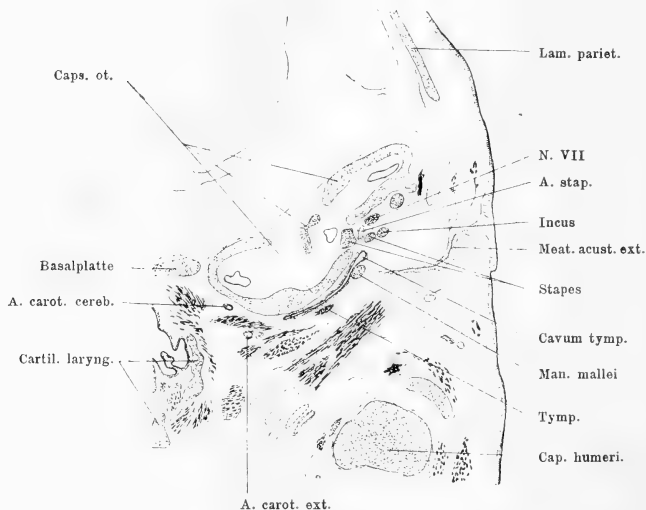 Lam. pariet.
Caps. ot.
N. VII
A. stap.
Incus
Meat. acust. ext.
Basalplatte
Stapes
A. carot. cereb.
Cavum tymp.
Cartil. laryng.
Man. mallei
Tymp.
Cap. humeri.
A. carot. ext.